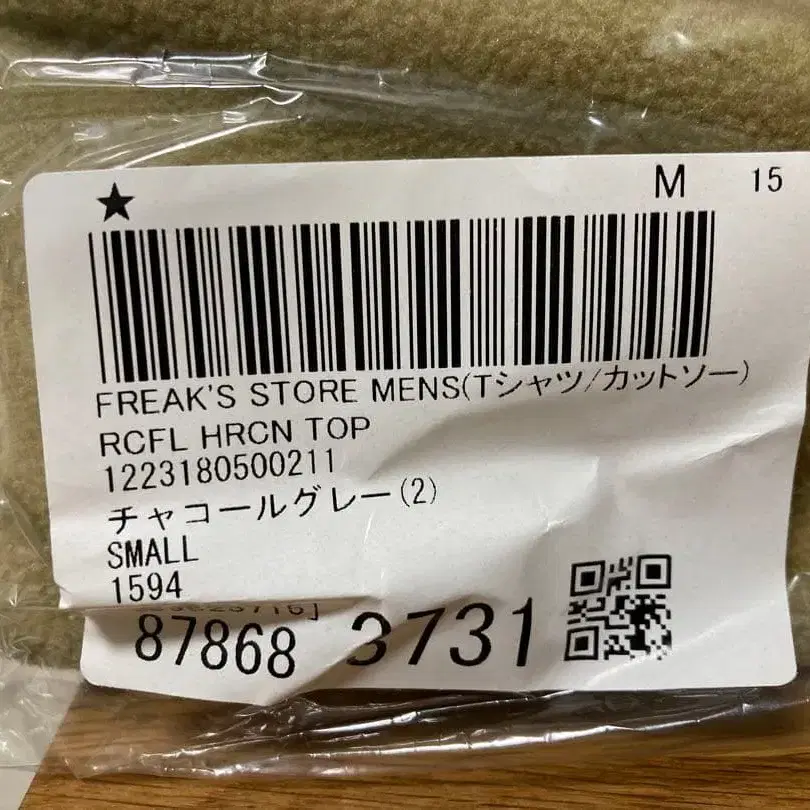 ★ M 15
FREAK'S STORE MENS(Tシャツ/カットソー)
RCFL HRCN TOP
1223180500211
チャコールグレー(2)
SMALL
1594
87868 3731